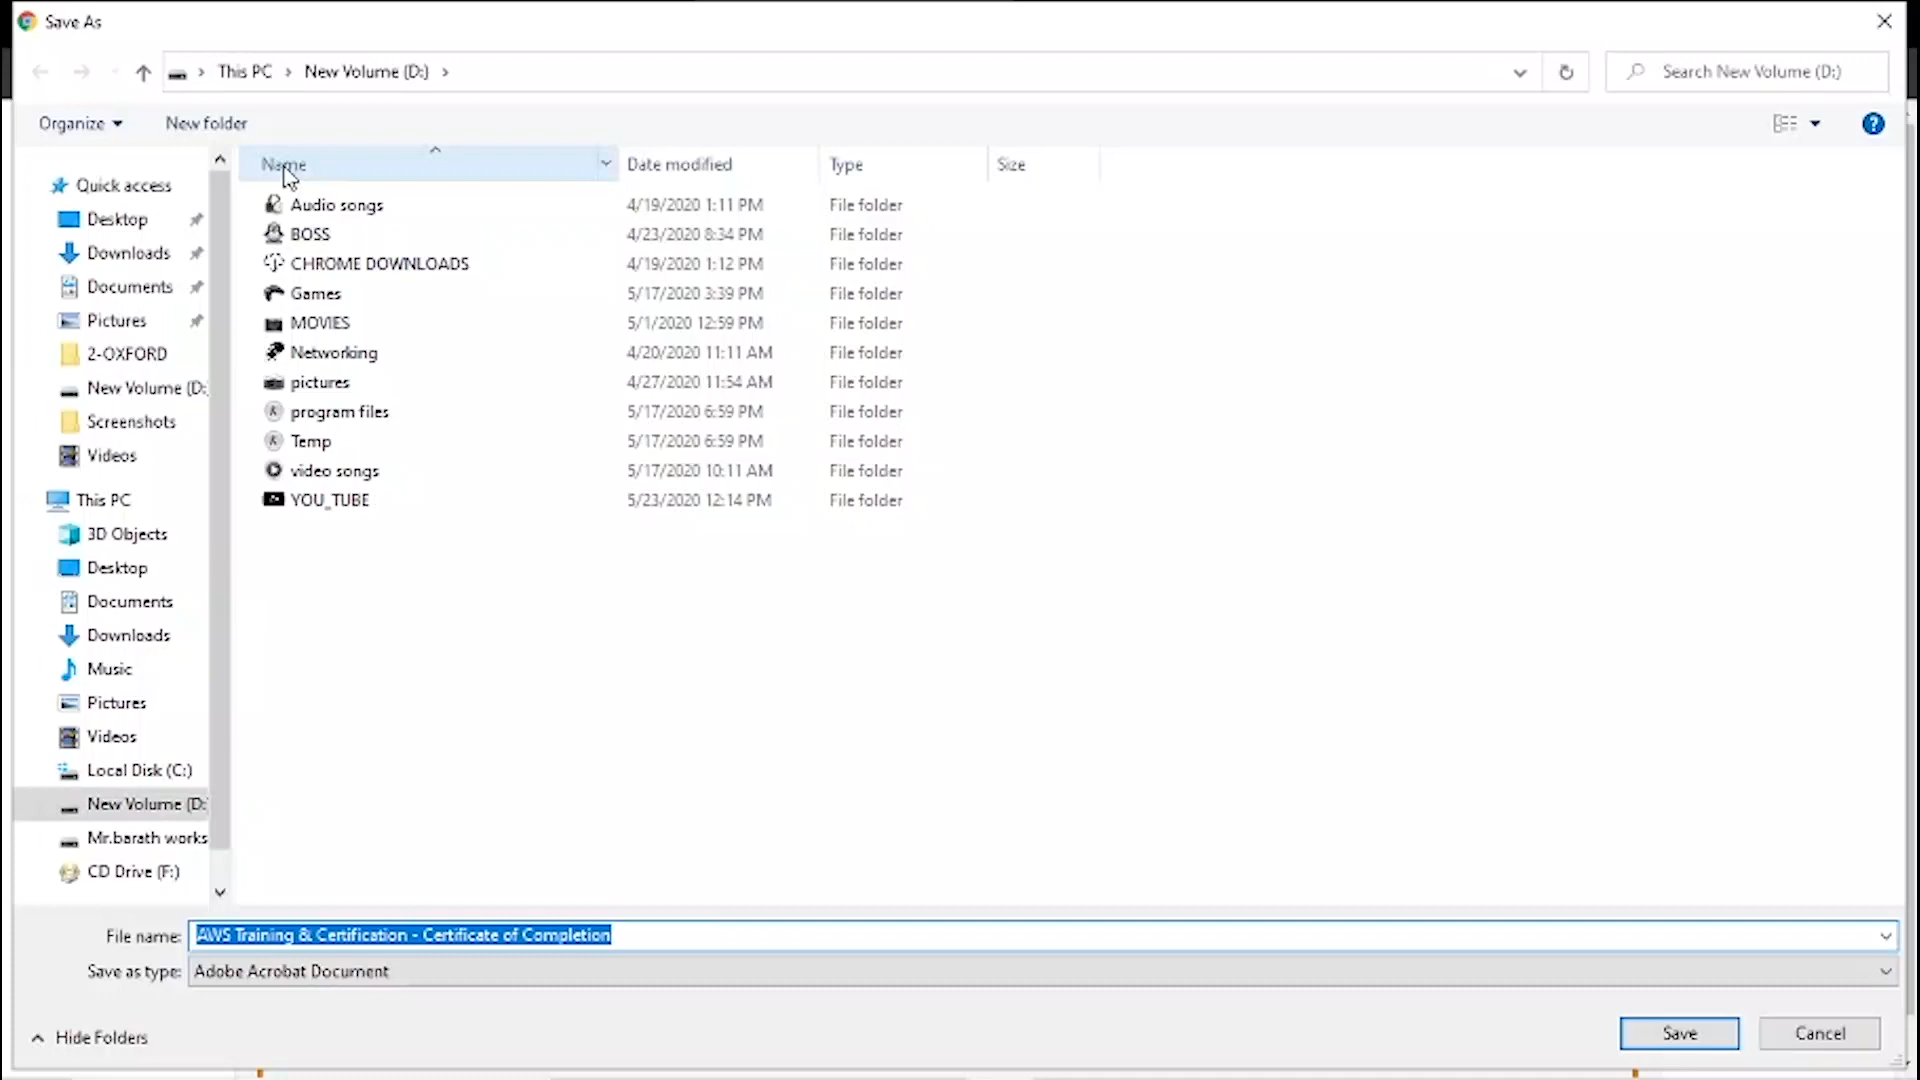 Save As
This PC > New Volume (D:) >
Search New Volume (D:)
Organize
New folder
Name Date modified Type Size
Quick access
Desktop
Downloads
Documents
Pictures
2-OXFORD
New Volume (D:
Screenshots
Videos
This PC
3D Objects
Desktop
Documents
Downloads
Music
Pictures
Videos
Local Disk (C:)
New Volume (D:
Mr.barath works
CD Drive (F:)
Audio songs 4/19/2020 1:11 PM File folder
BOSS 4/23/2020 8:34 PM File folder
CHROME DOWNLOADS 4/19/2020 1:12 PM File folder
Games 5/17/2020 3:39 PM File folder
MOVIES 5/1/2020 12:59 PM File folder
Networking 4/20/2020 11:11 AM File folder
pictures 4/27/2020 11:54 AM File folder
program files 5/17/2020 6:59 PM File folder
Temp 5/17/2020 6:59 PM File folder
video songs 5/17/2020 10:11 AM File folder
YOU_TUBE 5/23/2020 12:14 PM File folder
File name: AWS Training & Certification - Certificate of Completion
Save as type: Adobe Acrobat Document
Hide Folders
Save
Cancel